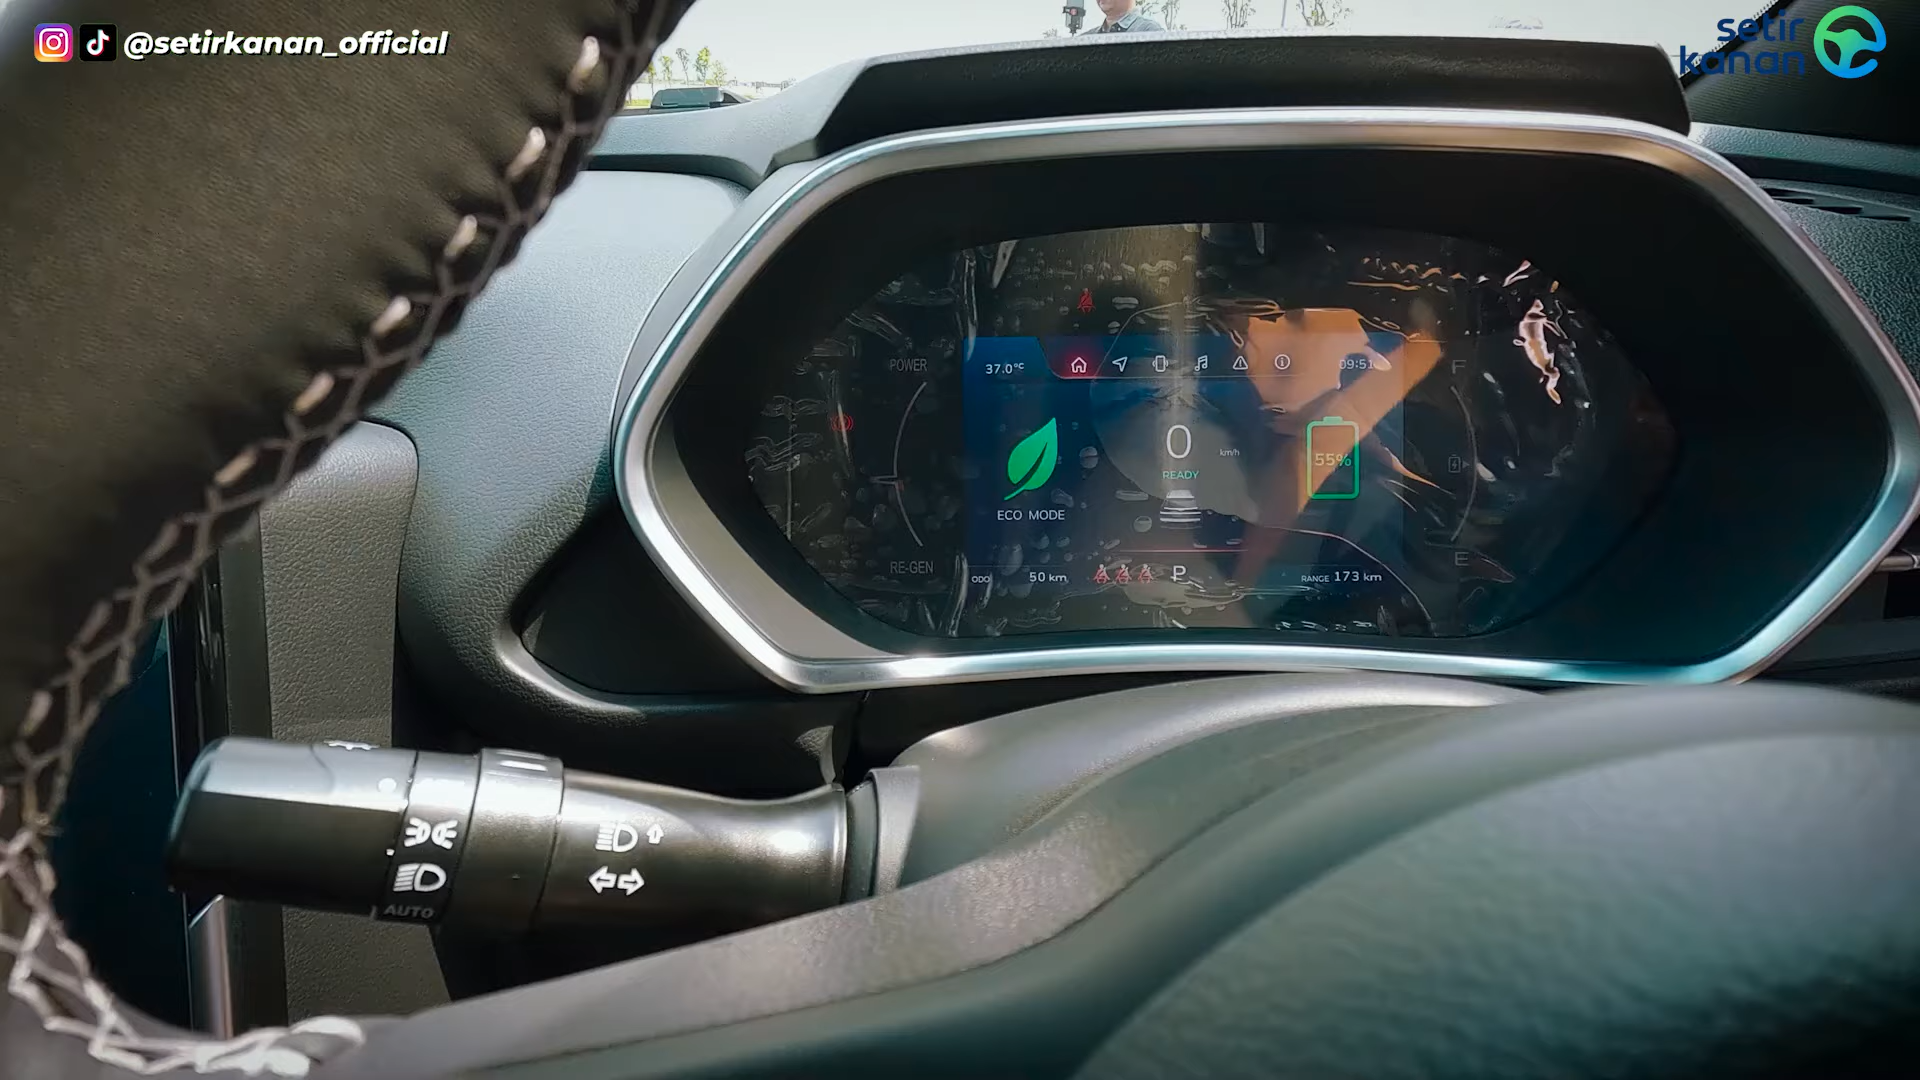 @setirkanan_official
setir
kanan
POWER
37.0°C
09:51
F
0
km/h
READY
55%
ECO MODE
RE-GEN
E
ODO 50 km
P
RANGE 173 km
AUTO